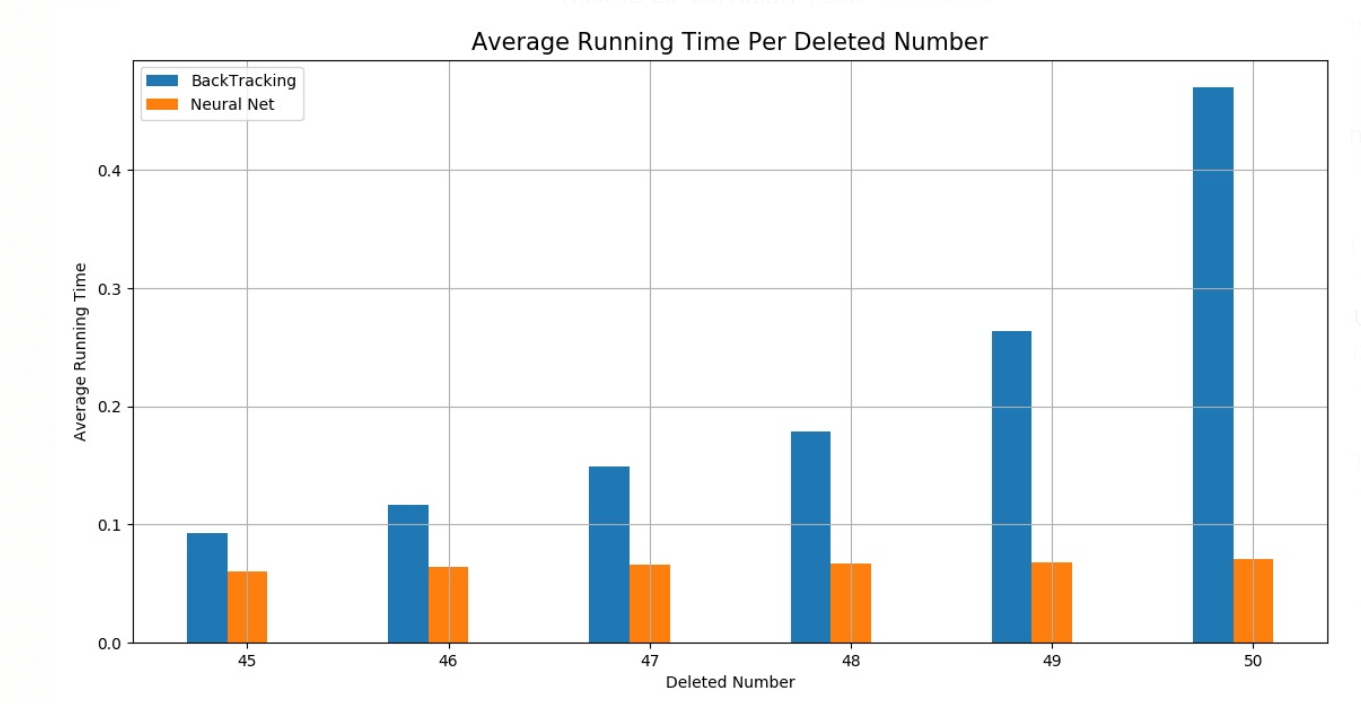 Average Running Time Per Deleted Number
BackTracking
Neural Net
Average Running Time
0.4
0.3
0.2
0.1
0.0
45 46 47 48 49 50
Deleted Number